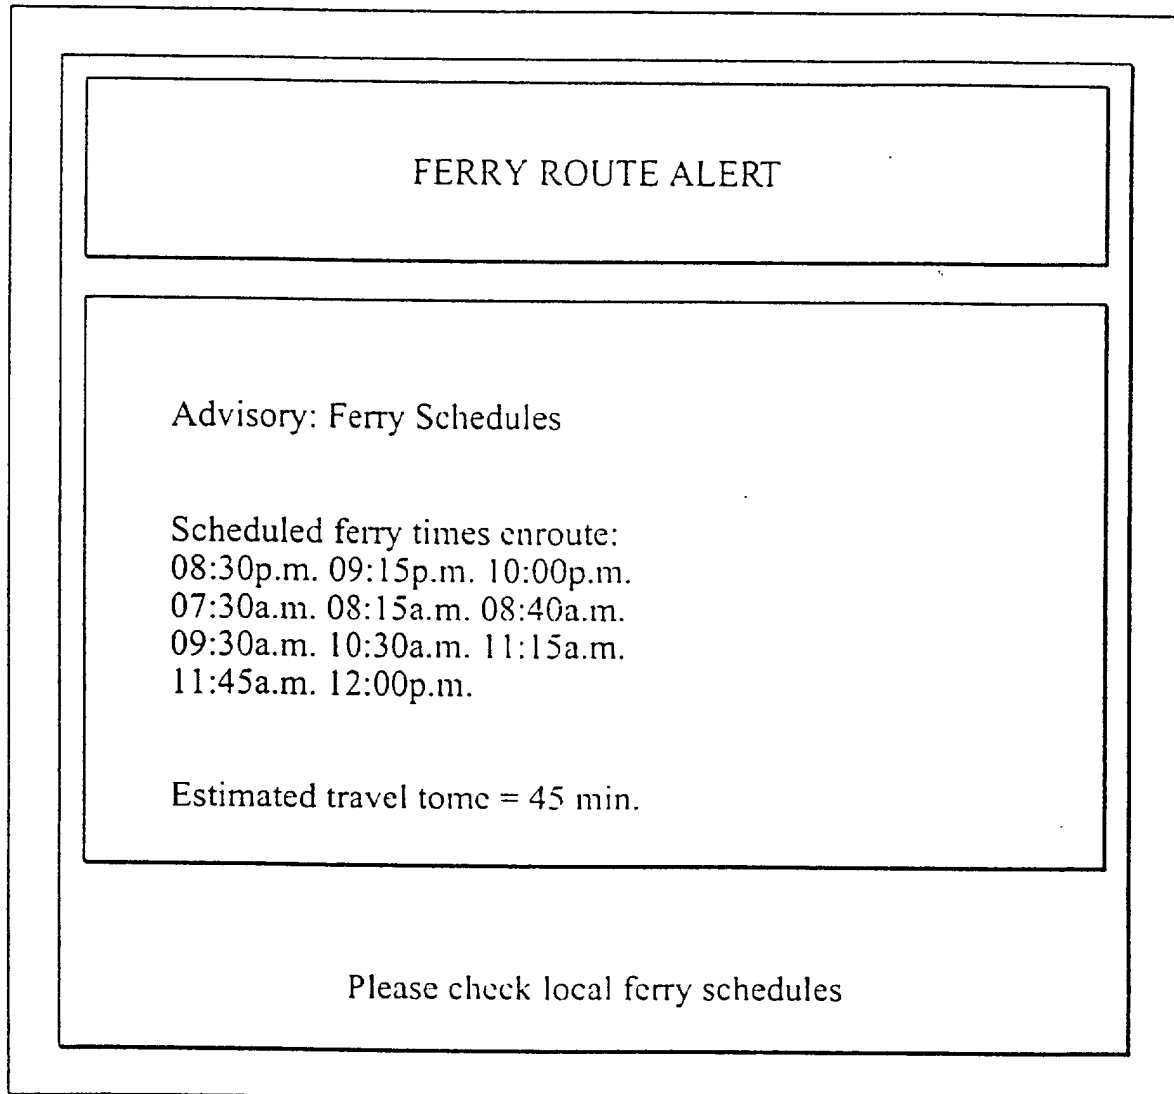 FERRY ROUTE ALERT
Advisory: Ferry Schedules
Scheduled ferry times enroute:
08:30p.m. 09:15p.m. 10:00p.m.
07:30a.m. 08:15a.m. 08:40a.m.
09:30a.m. 10:30a.m. 11:15a.m.
11:45a.m. 12:00p.m.
Estimated travel tome = 45 min.
Please check local ferry schedules